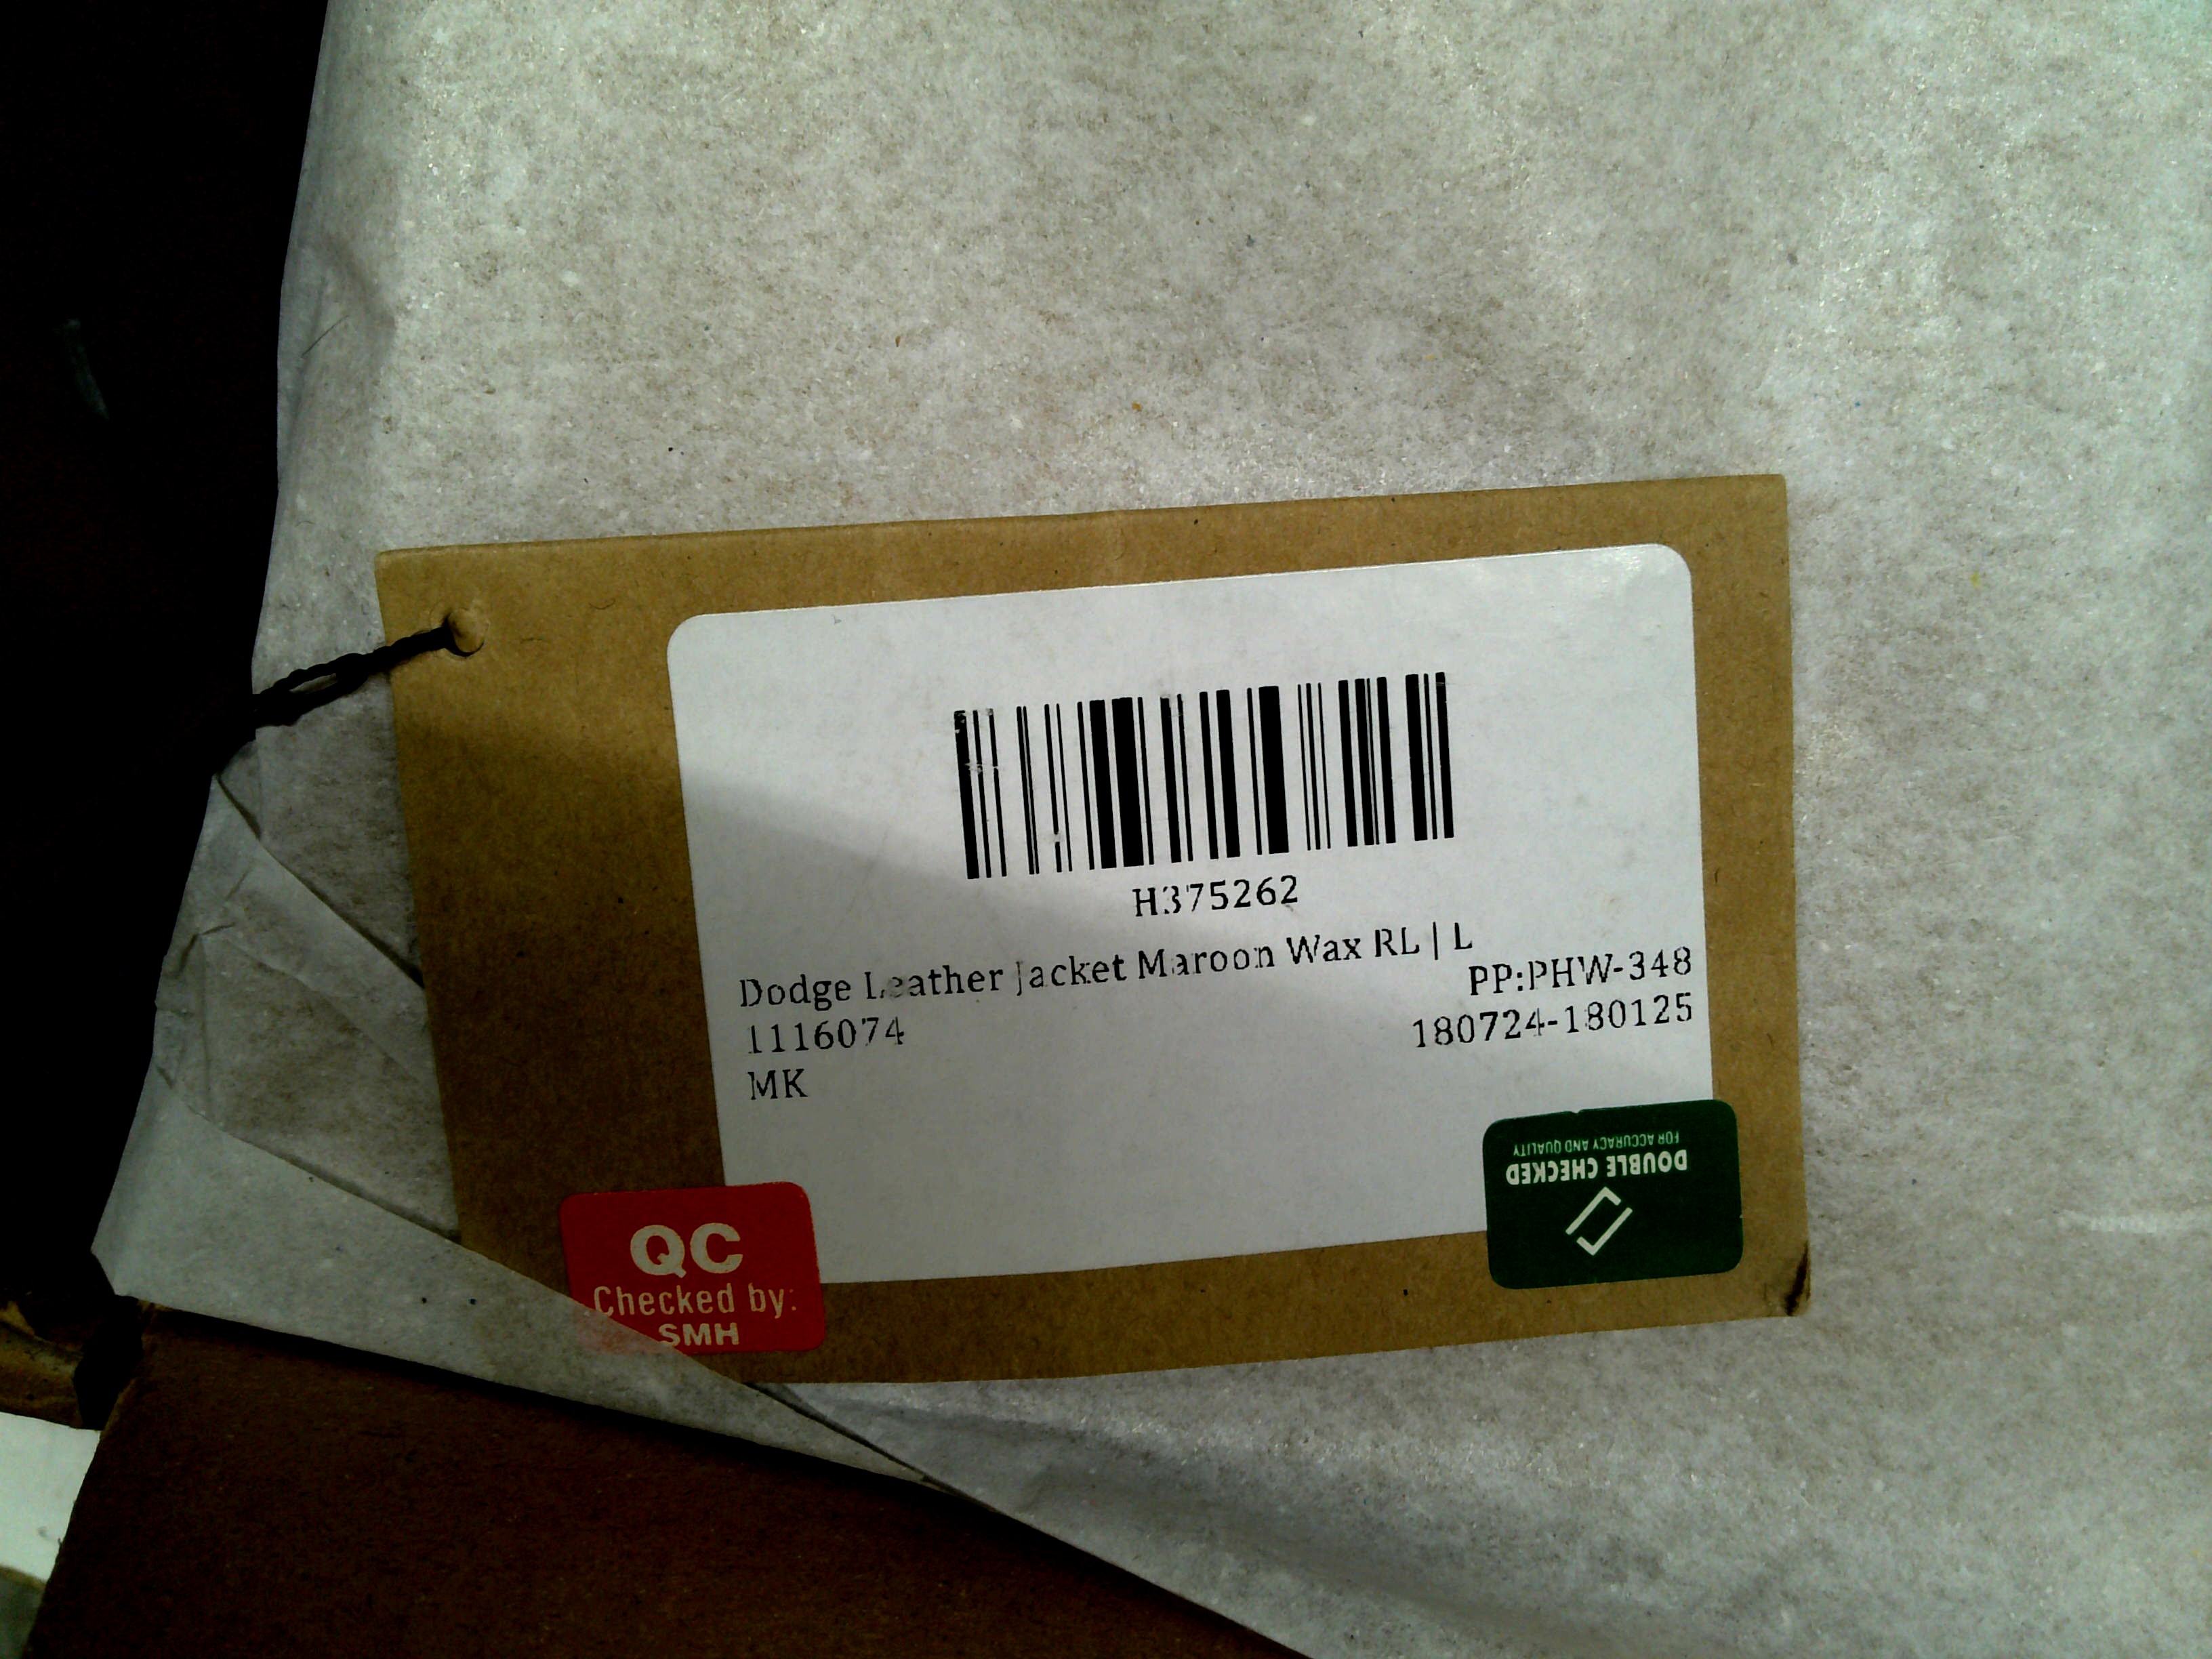 H375262
Dodge Leather Jacket Maroon Wax RL | L
PP:PHW-348
1116074
180724-180125
MK
QC
Checked by:
SMH
DOUBLE CHECKED
FOR ACCURACY AND QUALITY